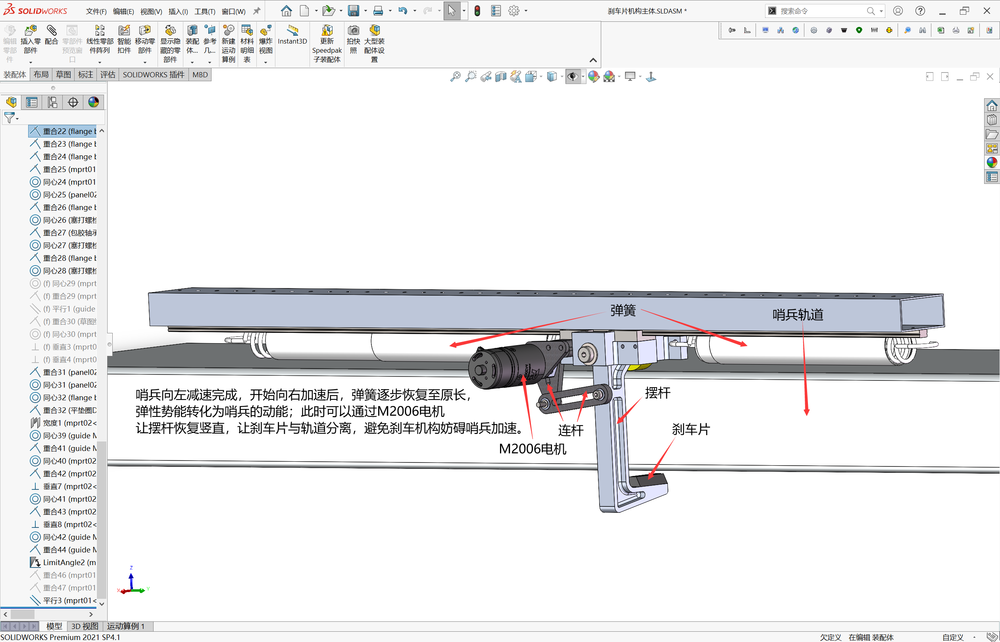 SOLIDWORKS
文件(F) 编辑(E) 视图(V) 插入(I) 工具(T) 窗口(W)
刹车片机构主体.SLDASM *
搜索命令
编辑零部件
插入零部件
配合
零部件预览窗口
线性零部件阵列
智能扣件
移动零部件
显示隐藏的零部件
装配体...
参考几...
新建运动算例
材料明细表
爆炸视图
Instant3D
更新Speedpak子装配体
拍快照
大型装配体设置
装配体 布局 草图 标注 评估 SOLIDWORKS 插件 MBD
重合22 (flange b
重合23 (flange b
重合24 (flange b
重合25 (mprt01
同心24 (mprt01
同心25 (panel02
重合26 (flange b
同心26 (塞打螺栓
重合27 (包胶轴承
同心27 (塞打螺栓
重合28 (flange b
同心28 (塞打螺栓
(f) 同心29 (mprt
(f) 重合29 (mprt
(f) 平行1 (guide
(f) 重合30 (草图
(f) 同心30 (mprt
(f) 垂直3 (mprt0
(f) 垂直4 (mprt0
重合31 (panel02
同心31 (panel02
同心32 (flange b
重合32 (平垫圈D
宽度1 (mprt02<
同心39 (guide M
重合41 (guide M
同心40 (mprt02
重合42 (mprt02
垂直7 (mprt02<
同心41 (mprt02
重合43 (mprt02
垂直8 (mprt02<
同心42 (guide M
重合44 (guide M
LimitAngle2 (m
重合46 (mprt01
重合47 (mprt01
平行3 (mprt01<
弹簧
哨兵轨道
哨兵向左减速完成，开始向右加速后，弹簧逐步恢复至原长，
弹性势能转化为哨兵的动能；此时可以通过M2006电机
让摆杆恢复竖直，让刹车片与轨道分离，避免刹车机构妨碍哨兵加速。
摆杆
连杆
刹车片
M2006电机
Z
X
Y
模型 3D 视图 运动算例 1
SOLIDWORKS Premium 2021 SP4.1
欠定义 在编辑 装配体 自定义